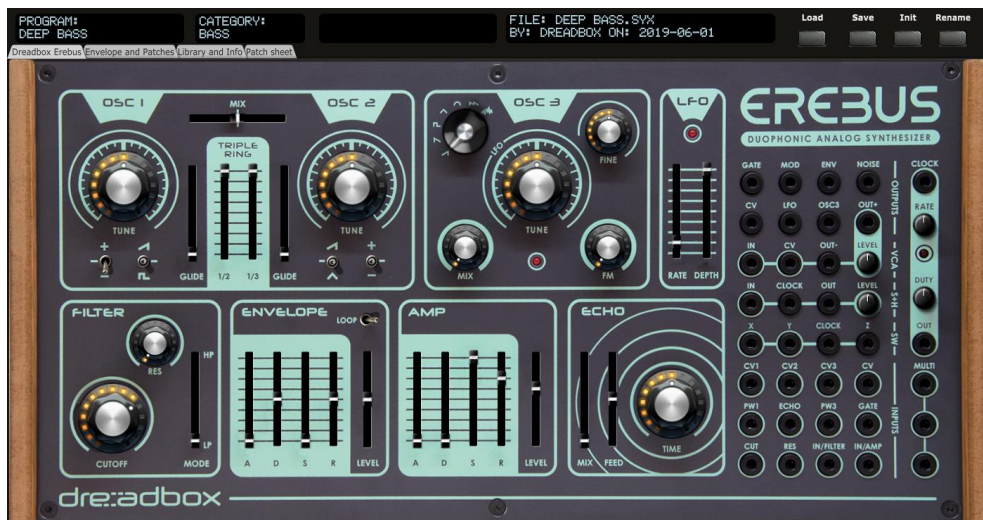 PROGRAM:
DEEP BASS
CATEGORY:
BASS
FILE: DEEP BASS.SYX
BY: DREADBOX ON: 2019-06-01
Load Save Init Rename
Dreadbox Erebus Envelope and Patches Library and Info Patch sheet
OSC 1
MIX
OSC 2
TRIPLE
RING
TUNE
TUNE
+
-
-
+
-
-
GLIDE
1/2
1/3
GLIDE
OSC 3
LFO
FINE
TUNE
MIX
FM
LFO
RATE DEPTH
EREBUS
DUOPHONIC ANALOG SYNTHESIZER
GATE MOD ENV NOISE CLOCK
CV LFO OSC3 OUT+ RATE
OUTPUTS
IN CV OUT- LEVEL
VCA
DUTY
IN CLOCK OUT LEVEL
S+H
X Y CLOCK Z OUT
SW
CV1 CV2 CV3 CV MULTI
PW1 ECHO PW3 GATE
INPUTS
CUT RES IN/FILTER IN/AMP
FILTER
RES
HP
LP
CUTOFF MODE
ENVELOPE
LOOP
A D S R LEVEL
AMP
A D S R LEVEL
ECHO
MIX FEED TIME
dreadbox